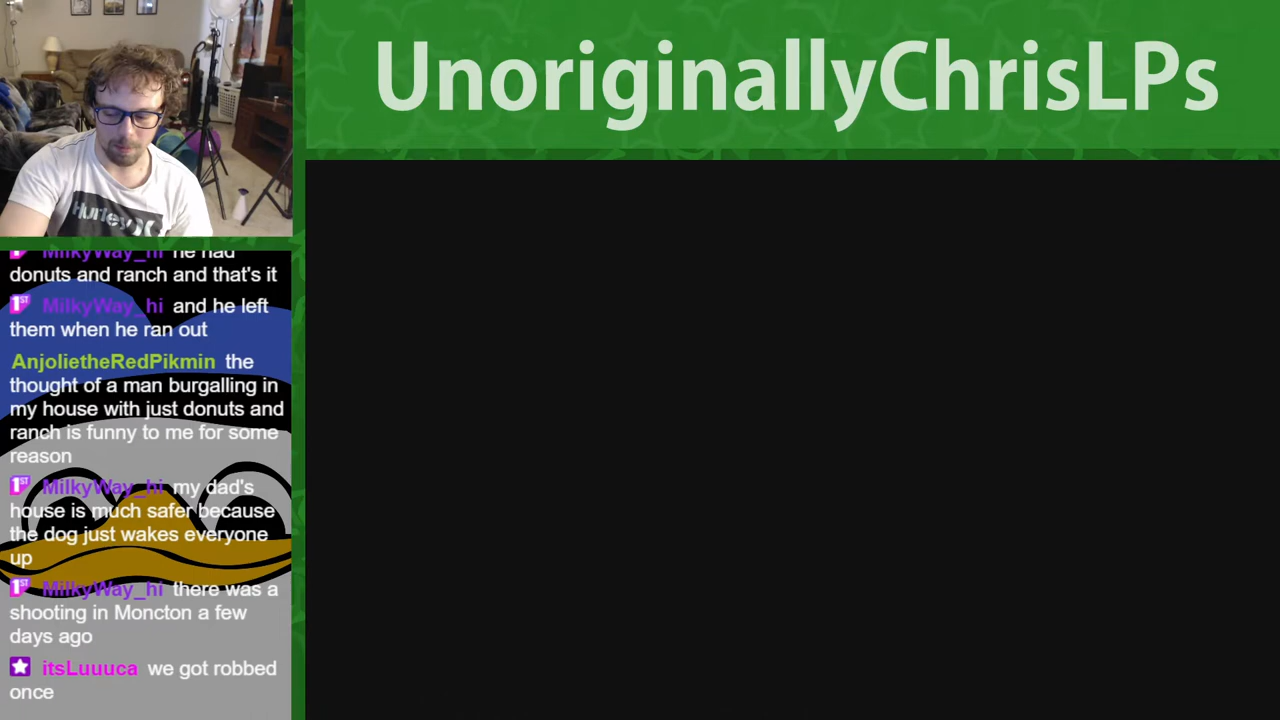 UnoriginallyChrisLPs
Hurley
MilkyWay_hi he had
donuts and ranch and that's it
MilkyWay_hi and he left
them when he ran out
AnjolietheRedPikmin the
thought of a man burgalling in
my house with just donuts and
ranch is funny to me for some
reason
MilkyWay_hi my dad's
house is much safer because
the dog just wakes everyone
up
MilkyWay_hi there was a
shooting in Moncton a few
days ago
itsLuuuca we got robbed
once